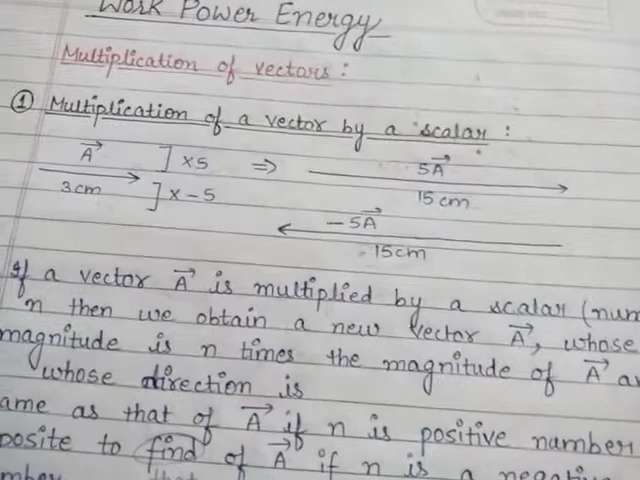 Work Power Energy
Multiplication of vectors :
① Multiplication of a vector by a scalar :
A⃗ ] ×5 ⇒ 5A⃗
3cm ] × -5 15 cm
-5A⃗
15cm
If a vector A⃗ is multiplied by a scalar (num
n then we obtain a new vector A⃗, whose
magnitude is n times the magnitude of A⃗ an
whose direction is
ame as that of A⃗ if n is positive number
posite to find of A⃗ if n is a negative
mber that